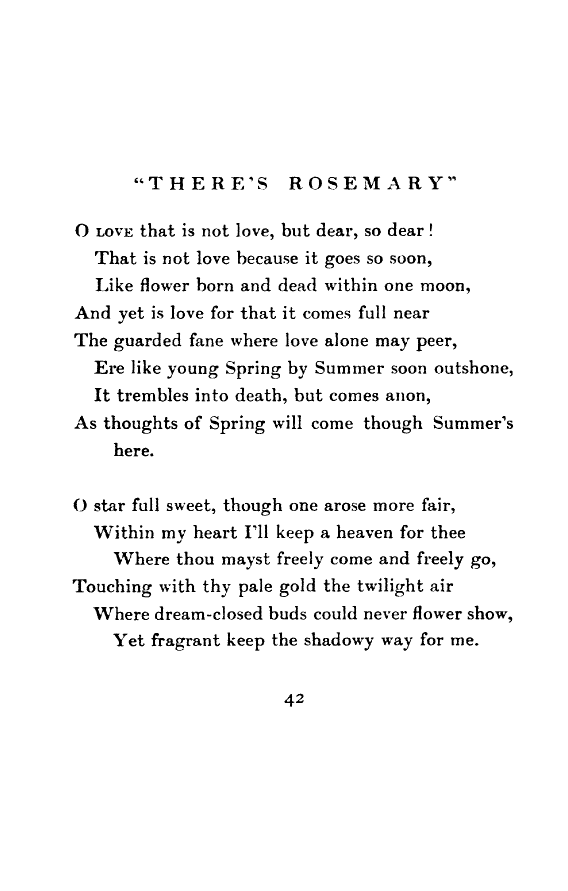 “THERE’S ROSEMARY”
O LOVE that is not love, but dear, so dear!
That is not love because it goes so soon,
Like flower born and dead within one moon,
And yet is love for that it comes full near
The guarded fane where love alone may peer,
Ere like young Spring by Summer soon outshone,
It trembles into death, but comes anon,
As thoughts of Spring will come though Summer’s
here.
O star full sweet, though one arose more fair,
Within my heart I’ll keep a heaven for thee
Where thou mayst freely come and freely go,
Touching with thy pale gold the twilight air
Where dream-closed buds could never flower show,
Yet fragrant keep the shadowy way for me.
42